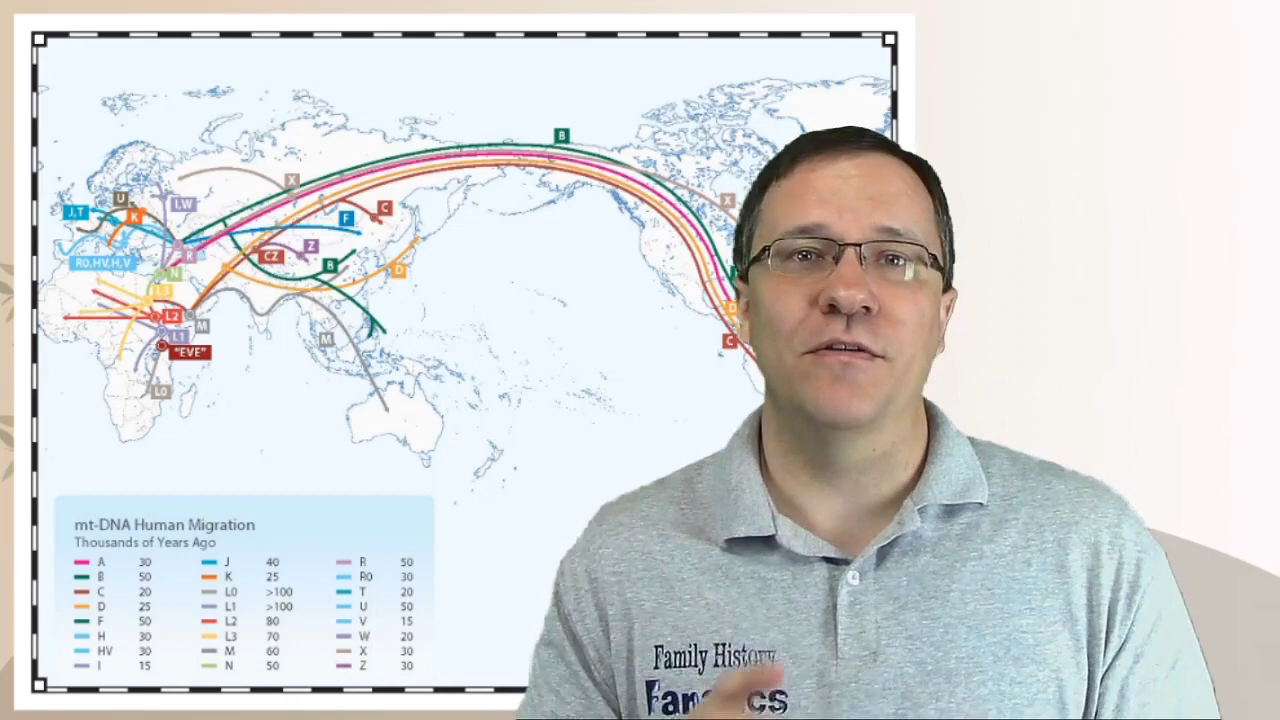 B
X
X
U
I,W
C
J,T
K
F
R
Z
CZ
R0,HV,H,V
B
D
N
L3
L2
M
D
L1
M
C
"EVE"
L0
mt-DNA Human Migration
Thousands of Years Ago
A 30 J 40 R 50
B 50 K 25 R0 30
C 20 L0 >100 T 20
D 25 L1 >100 U 50
F 50 L2 80 V 15
H 30 L3 70 W 20
HV 30 M 60 X 30
I 15 N 50 Z 30
Family History